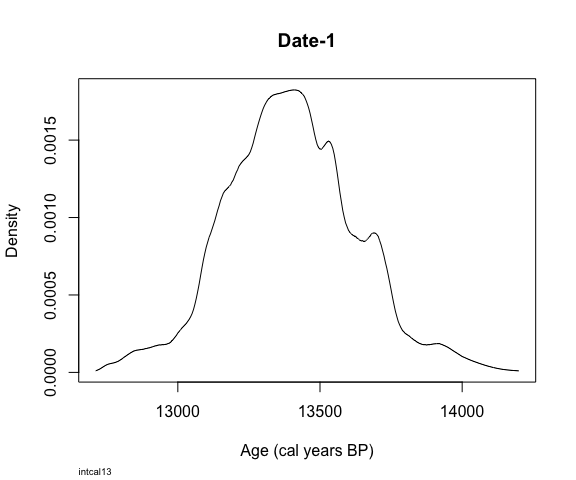 Date-1
Density
0.0015
0.0010
0.0005
0.0000
13000 13500 14000
Age (cal years BP)
intcal13